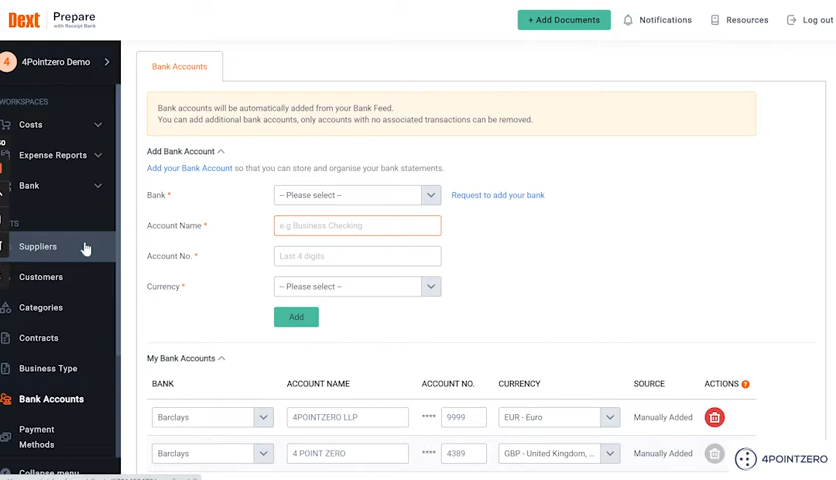 Dext
Prepare
with Receipt Bank
+ Add Documents
Notifications
Resources
Log out
4
4Pointzero Demo
WORKSPACES
Costs
Expense Reports
Bank
Suppliers
Customers
Categories
Contracts
Business Type
Bank Accounts
Payment
Methods
Collapse menu
Bank Accounts
Bank accounts will be automatically added from your Bank Feed.
You can add additional bank accounts, only accounts with no associated transactions can be removed.
Add Bank Account
Add your Bank Account so that you can store and organise your bank statements.
Bank *
-- Please select --
Request to add your bank
Account Name *
e.g Business Checking
Account No. *
Last 4 digits
Currency *
-- Please select --
Add
My Bank Accounts
BANK ACCOUNT NAME ACCOUNT NO. CURRENCY SOURCE ACTIONS ?
Barclays 4POINTZERO LLP **** 9999 EUR - Euro Manually Added
Barclays 4 POINT ZERO **** 4389 GBP - United Kingdom, ... Manually Added
4POINTZERO